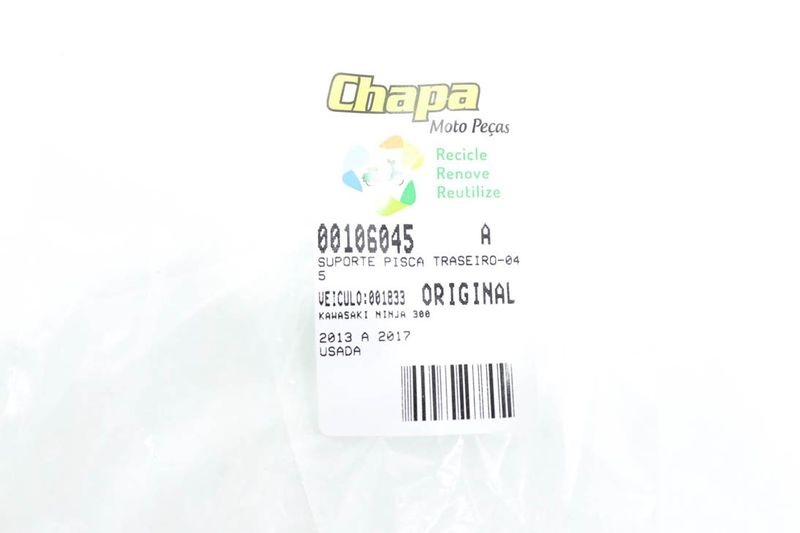 Chapa
Moto Peças
Recicle
Renove
Reutilize
00106045 A
SUPORTE PISCA TRASEIRO-04
5
VEICULO:001833 ORIGINAL
KAWASAKI NINJA 300
2013 A 2017
USADA